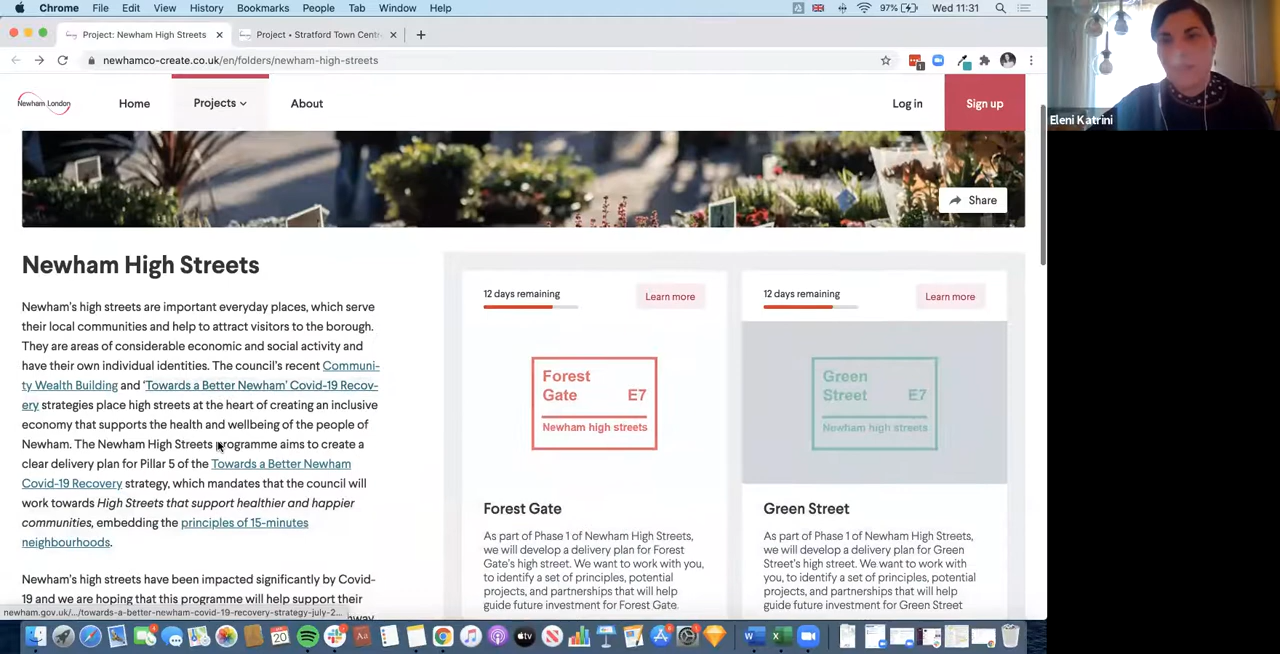 Chrome File Edit View History Bookmarks People Tab Window Help 97% Wed 11:31
Project: Newham High Streets Project • Stratford Town Cent
newhamco-create.co.uk/en/folders/newham-high-streets
Newham London Home Projects About Log in Sign up
Eleni Katrini
Share
Newham High Streets
Newham's high streets are important everyday places, which serve
their local communities and help to attract visitors to the borough.
They are areas of considerable economic and social activity and
have their own individual identities. The council's recent Communi-
ty Wealth Building and 'Towards a Better Newham' Covid-19 Recov-
ery strategies place high streets at the heart of creating an inclusive
economy that supports the health and wellbeing of the people of
Newham. The Newham High Streets programme aims to create a
clear delivery plan for Pillar 5 of the Towards a Better Newham
Covid-19 Recovery strategy, which mandates that the council will
work towards High Streets that support healthier and happier
communities, embedding the principles of 15-minutes
neighbourhoods.
Newham's high streets have been impacted significantly by Covid-
19 and we are hoping that this programme will help support their
newham.gov.uk/.../towards-a-better-newham-covid-19-recovery-strategy-july-2...
12 days remaining Learn more
Forest
Gate E7
Newham high streets
Forest Gate
As part of Phase 1 of Newham High Streets,
we will develop a delivery plan for Forest
Gate's high street. We want to work with you,
to identify a set of principles, potential
projects, and partnerships that will help
guide future investment for Forest Gate.
12 days remaining Learn more
Green
Street E7
Newham high streets
Green Street
As part of Phase 1 of Newham High Streets,
we will develop a delivery plan for Green
Street's high street. We want to work with
you, to identify a set of principles, potential
projects, and partnerships that will help
guide future investment for Green Street